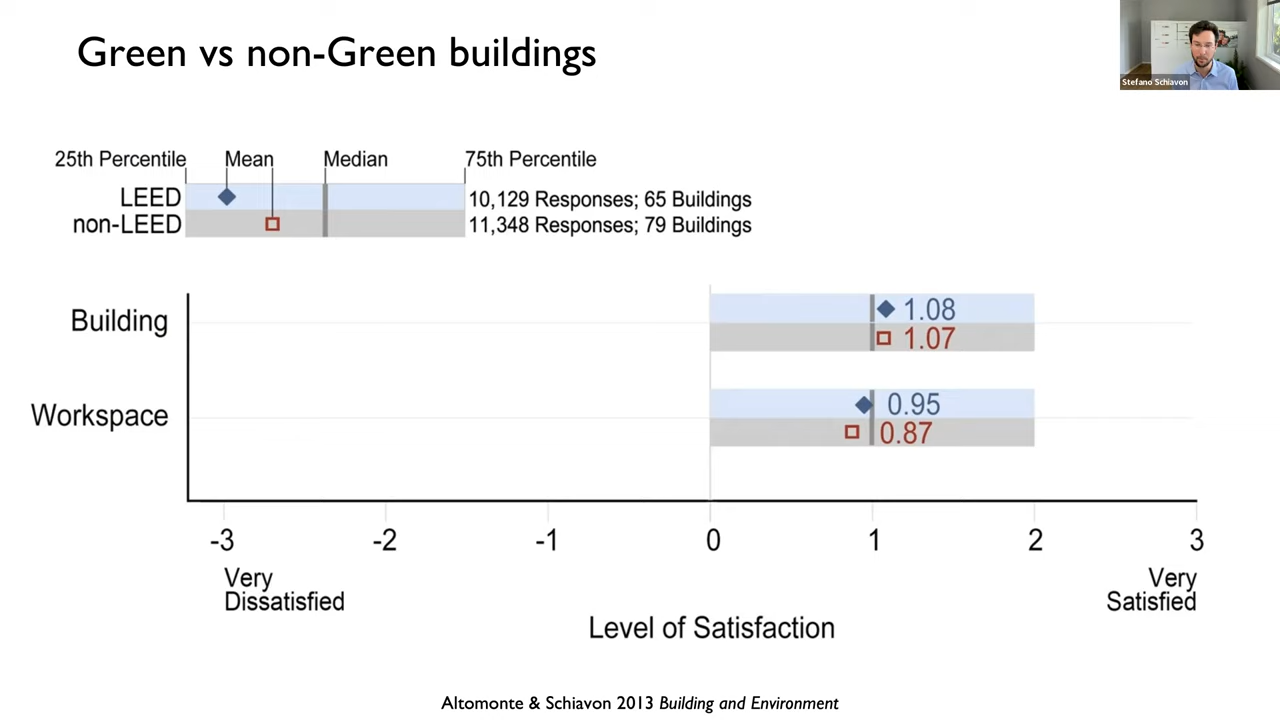 Green vs non-Green buildings
Stefano Schiavon
25th Percentile Mean Median 75th Percentile
LEED 10,129 Responses; 65 Buildings
non-LEED 11,348 Responses; 79 Buildings
Building 1.08
1.07
Workspace 0.95
0.87
-3 -2 -1 0 1 2 3
Very Dissatisfied
Very Satisfied
Level of Satisfaction
Altomonte & Schiavon 2013 Building and Environment